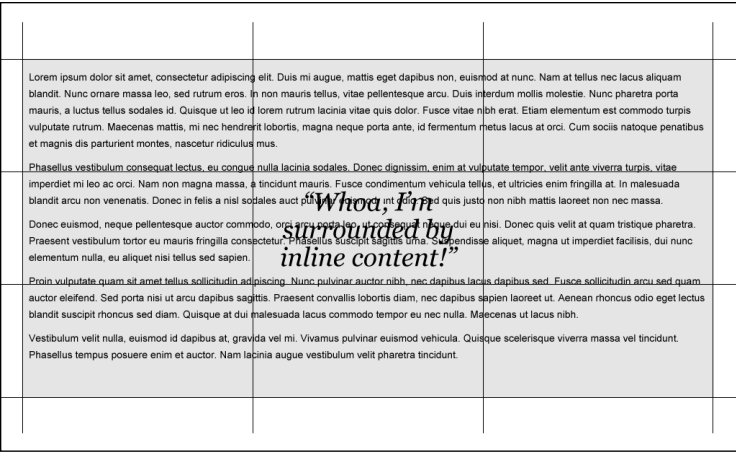 Lorem ipsum dolor sit amet, consectetur adipiscing elit. Duis mi augue, mattis eget dapibus non, euismod at nunc. Nam at tellus nec lacus aliquam
blandit. Nunc ornare massa leo, sed rutrum eros. In non mauris tellus, vitae pellentesque arcu. Duis interdum mollis molestie. Nunc pharetra porta
mauris, a luctus tellus sodales id. Quisque ut leo id lorem rutrum lacinia vitae quis dolor. Fusce vitae nibh erat. Etiam elementum est commodo turpis
vulputate rutrum. Maecenas mattis, mi nec hendrerit lobortis, magna neque porta ante, id fermentum metus lacus at orci. Cum sociis natoque penatibus
et magnis dis parturient montes, nascetur ridiculus mus.
Phasellus vestibulum consequat lectus, eu congue nulla lacinia sodales. Donec dignissim, enim at vulputate tempor, velit ante viverra turpis, vitae
imperdiet mi leo ac orci. Nam non magna massa, a tincidunt mauris. Fusce condimentum vehicula tellus, et ultricies enim fringilla at. In malesuada
blandit arcu non venenatis. Donec in felis a nisl sodales auct pulvinar euismod. Sed quis justo non nibh mattis laoreet non nec massa.
Donec euismod, neque pellentesque auctor commodo, orci arcu porta leo, ut consequat neque dui eu nisi. Donec quis velit at quam tristique pharetra.
Praesent vestibulum tortor eu mauris fringilla consectetur. Phasellus suscipit sagittis urna. Suspendisse aliquet, magna ut imperdiet facilisis, dui nunc
elementum nulla, eu aliquet nisi tellus sed sapien.
“Whoa, I’m
surrounded by
inline content!”
Proin vulputate quam sit amet tellus sollicitudin adipiscing. Nunc pulvinar auctor nibh, nec dapibus lacus dapibus sed. Fusce sollicitudin arcu sed quam
auctor eleifend. Sed porta nisi ut arcu dapibus sagittis. Praesent convallis lobortis diam, nec dapibus sapien laoreet ut. Aenean rhoncus odio eget lectus
blandit suscipit rhoncus sed diam. Quisque at dui malesuada lacus commodo tempor eu nec nulla. Maecenas ut lacus nibh.
Vestibulum velit nulla, euismod id dapibus at, gravida vel mi. Vivamus pulvinar euismod vehicula. Quisque scelerisque viverra massa vel tincidunt.
Phasellus tempus posuere enim et auctor. Nam lacinia augue vestibulum velit pharetra tincidunt.